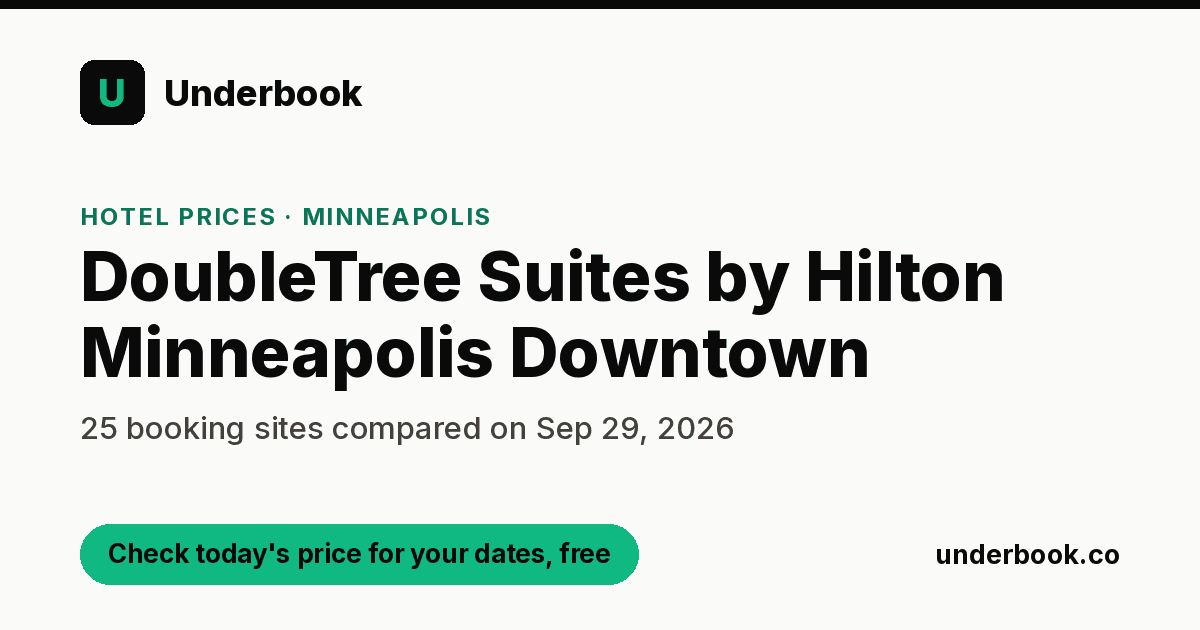 U Underbook
HOTEL PRICES · MINNEAPOLIS
DoubleTree Suites by Hilton
Minneapolis Downtown
25 booking sites compared on Sep 29, 2026
Check today's price for your dates, free
underbook.co